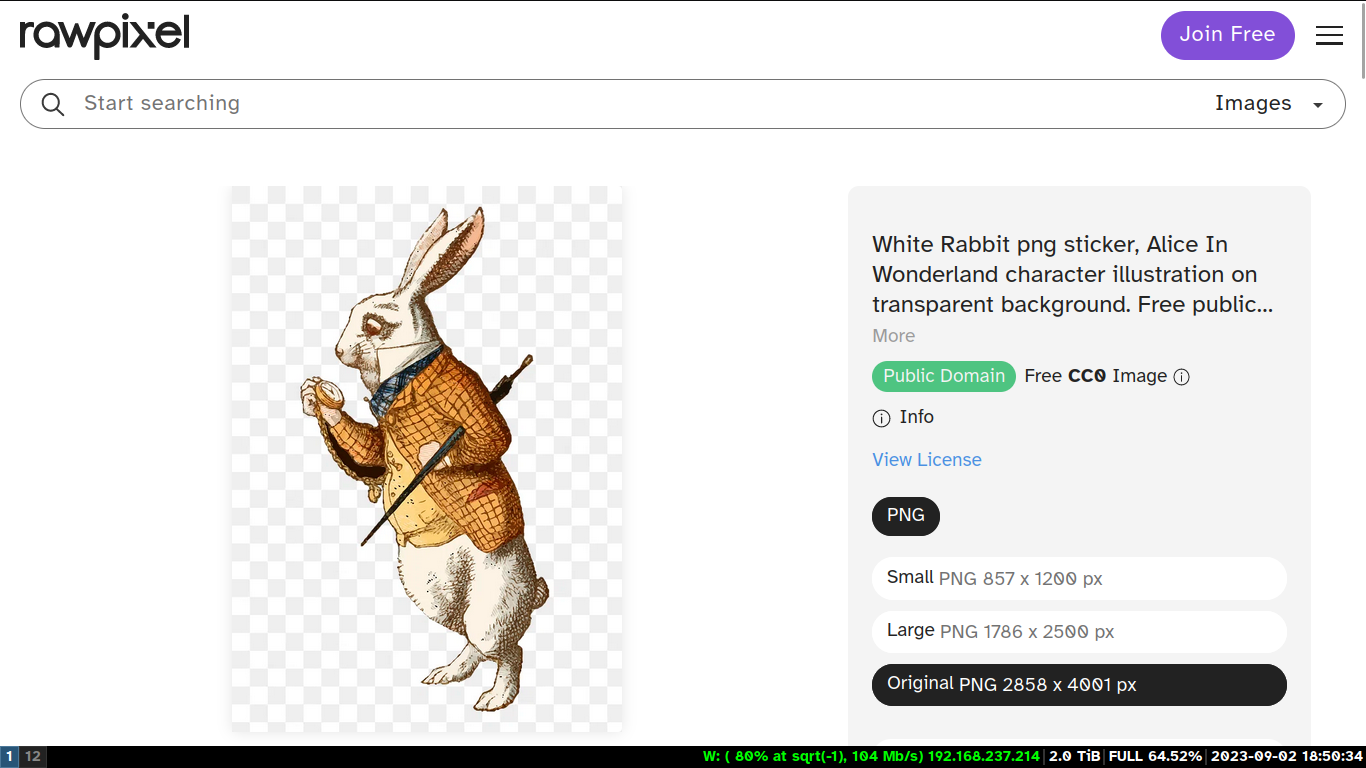 rawpixel
Join Free
Start searching
Images
White Rabbit png sticker, Alice In
Wonderland character illustration on
transparent background. Free public...
More
Public Domain Free CC0 Image
Info
View License
PNG
Small PNG 857 x 1200 px
Large PNG 1786 x 2500 px
Original PNG 2858 x 4001 px
1 12 W: ( 80% at sqrt(-1), 104 Mb/s) 192.168.237.214 | 2.0 TiB | FULL 64.52% | 2023-09-02 18:50:34